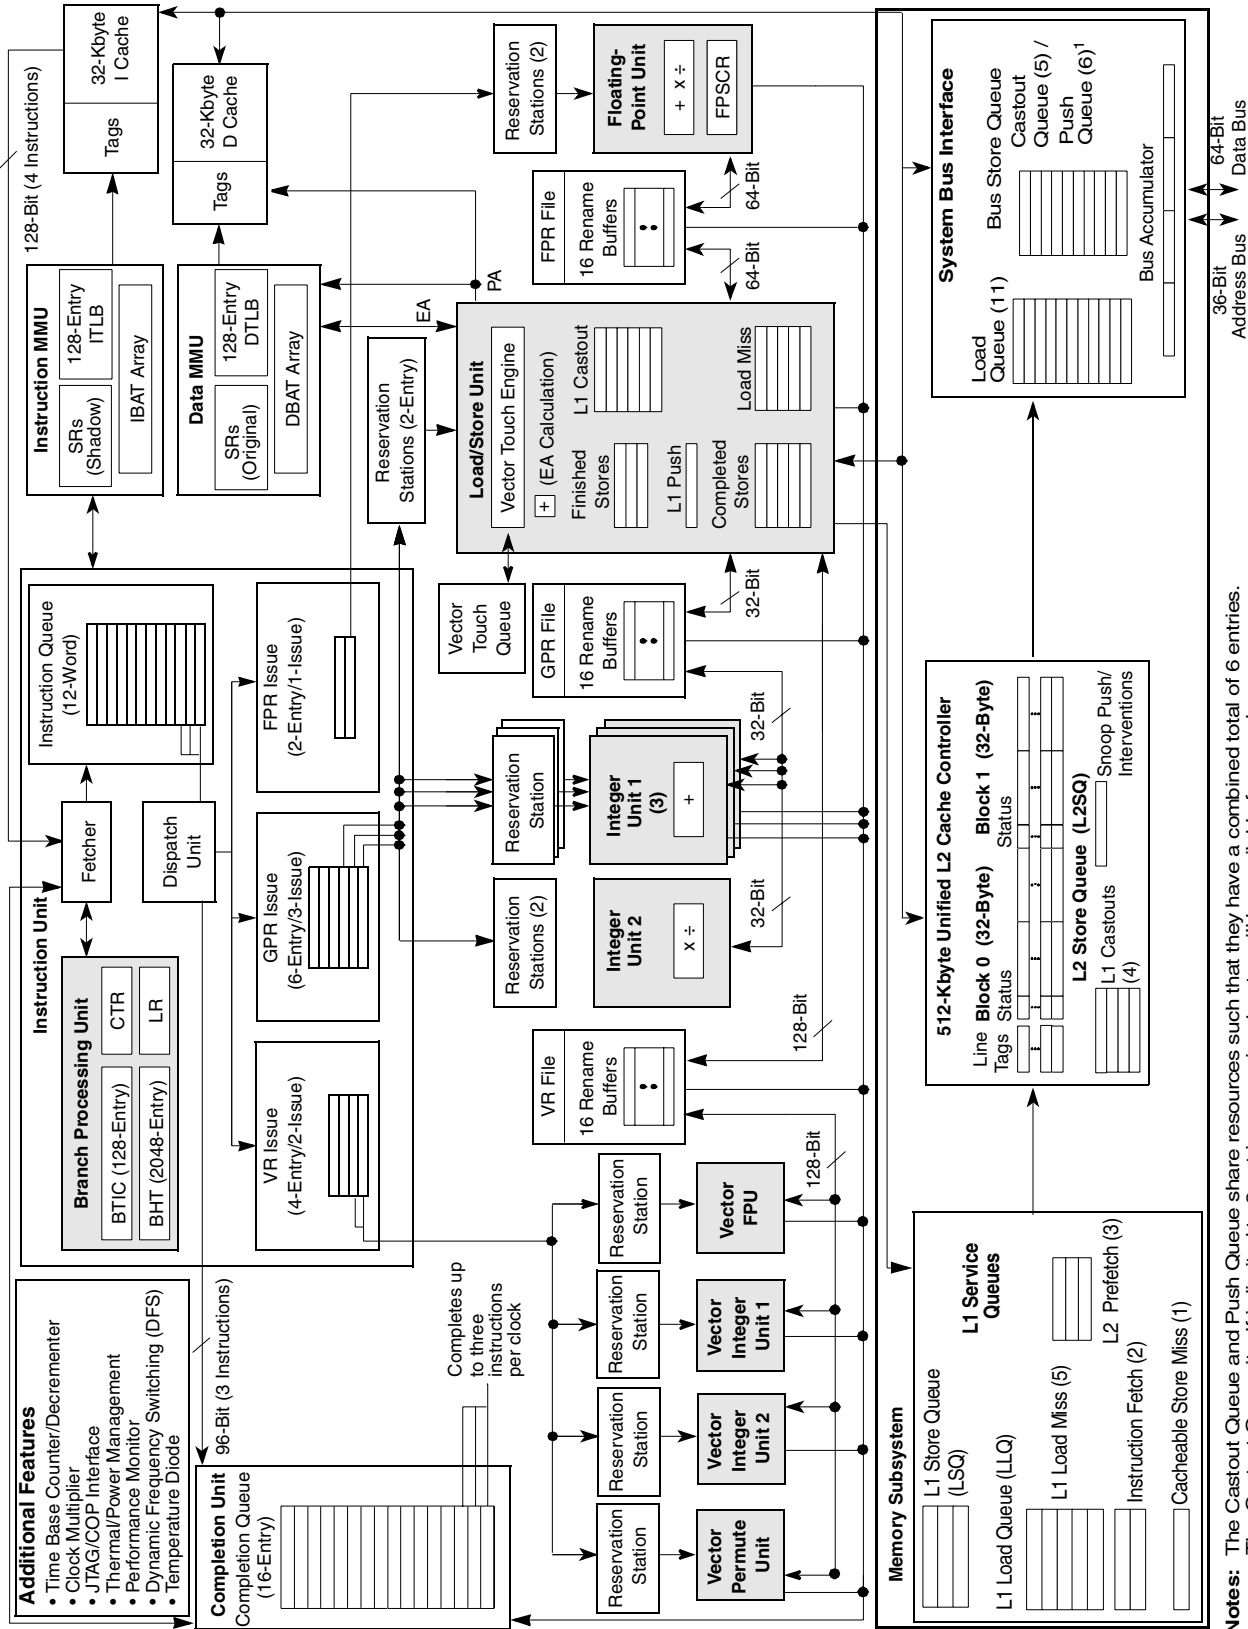 Additional Features
• Time Base Counter/Decrementer
• Clock Multiplier
• JTAG/COP Interface
• Thermal/Power Management
• Performance Monitor
• Dynamic Frequency Switching (DFS)
• Temperature Diode
Instruction Unit
Branch Processing Unit
BTIC (128-Entry)
CTR
BHT (2048-Entry)
LR
Fetcher
Dispatch
Unit
Instruction Queue
(12-Word)
VR Issue
(4-Entry/2-Issue)
GPR Issue
(6-Entry/3-Issue)
FPR Issue
(2-Entry/1-Issue)
128-Bit (4 Instructions)
Instruction MMU
SRs
(Shadow)
128-Entry
ITLB
IBAT Array
Tags
32-Kbyte
I Cache
Data MMU
SRs
(Original)
128-Entry
DTLB
DBAT Array
Tags
32-Kbyte
D Cache
96-Bit (3 Instructions)
Completion Unit
Completion Queue
(16-Entry)
Completes up
to three
instructions
per clock
Reservation
Stations (2-Entry)
EA
PA
Vector
Touch
Queue
Load/Store Unit
Vector Touch Engine
+
(EA Calculation)
Finished
Stores
L1 Castout
L1 Push
Completed
Stores
Load Miss
Reservation
Station
Reservation
Station
Reservation
Station
Reservation
Station
Vector
Permute
Unit
Vector
Integer
Unit 2
Vector
Integer
Unit 1
Vector
FPU
128-Bit
VR File
16 Rename
Buffers
128-Bit
Reservation
Stations (2)
Integer
Unit 2
x ÷
32-Bit
Reservation
Station
Integer
Unit 1
(3)
+
32-Bit
GPR File
16 Rename
Buffers
32-Bit
FPR File
16 Rename
Buffers
64-Bit
64-Bit
Reservation
Stations (2)
Floating-
Point Unit
+ x ÷
FPSCR
Memory Subsystem
L1 Store Queue
(LSQ)
L1 Service
Queues
L1 Load Queue (LLQ)
L1 Load Miss (5)
L2 Prefetch (3)
Instruction Fetch (2)
Cacheable Store Miss (1)
512-Kbyte Unified L2 Cache Controller
Line
Tags
Block 0 (32-Byte)
Status
Block 1 (32-Byte)
Status
L2 Store Queue (L2SQ)
L1 Castouts
(4)
Snoop Push/
Interventions
System Bus Interface
Load
Queue (11)
Bus Store Queue
Castout
Queue (5) /
Push
Queue (6)1
Bus Accumulator
36-Bit
Address Bus
64-Bit
Data Bus
Notes: The Castout Queue and Push Queue share resources such that they have a combined total of 6 entries.